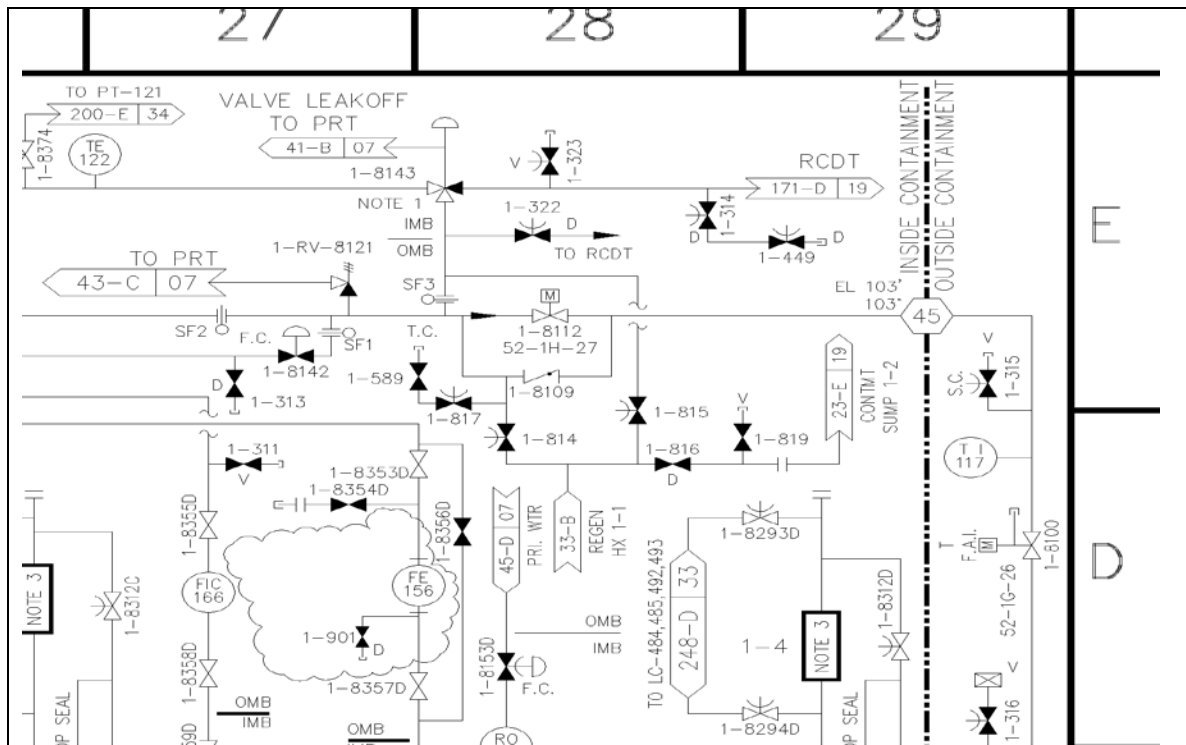 27
28
29
TO PT-121
200-E 34
VALVE LEAKOFF
TO PRT
41-B 07
1-8374
TE
122
1-8143
V
1-323
RCDT
171-D 19
INSIDE CONTAINMENT
OUTSIDE CONTAINMENT
E
NOTE 1
1-322
D
IMB
OMB
TO RCDT
1-314
D
D
1-449
TO PRT
43-C 07
1-RV-8121
SF3
M
EL 103'
103°
45
SF2
F.C.
SF1
T.C.
1-8112
52-1H-27
1-8142
1-589
1-8109
D
1-313
1-817
1-815
V
23-E 19
CONTMT
SUMP 1-2
V
S.C.
1-315
1-814
1-816
1-819
D
1-311
V
1-8353D
1-8354D
T I
117
1-8355D
1-8356D
45-D 07
PRI. WTR
33-B
REGEN
HX 1-1
1-8293D
T
F.A.I.
M
1-8100
D
NOTE 3
1-8312C
FIC
166
FE
156
TO LC-484,485,492,493
248-D 33
1-8312D
52-1G-26
1-901
D
OMB
IMB
1-4
NOTE 3
1-8358D
1-8357D
1-8153D
D
F.C.
V
OMB
IMB
OMB
IMB
OP SEAL
59D
RO
1-8294D
OP SEAL
1-316